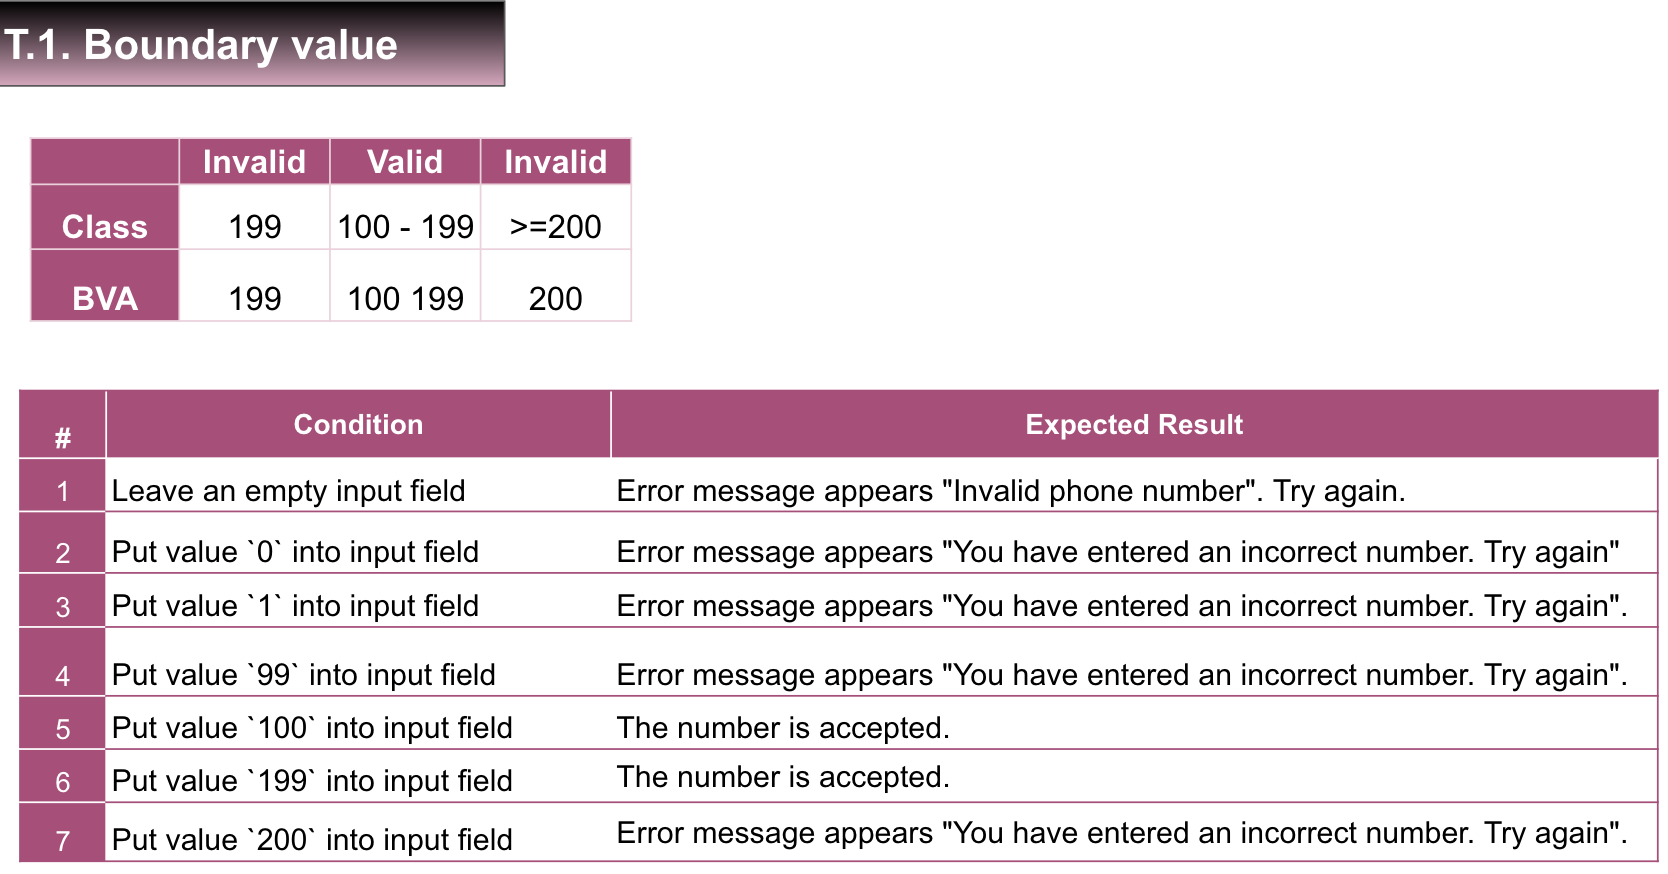 T.1. Boundary value
Invalid Valid Invalid
Class 199 100 - 199 >=200
BVA 199 100 199 200
# Condition Expected Result
1 Leave an empty input field Error message appears "Invalid phone number". Try again.
2 Put value `0` into input field Error message appears "You have entered an incorrect number. Try again"
3 Put value `1` into input field Error message appears "You have entered an incorrect number. Try again".
4 Put value `99` into input field Error message appears "You have entered an incorrect number. Try again".
5 Put value `100` into input field The number is accepted.
6 Put value `199` into input field The number is accepted.
7 Put value `200` into input field Error message appears "You have entered an incorrect number. Try again".